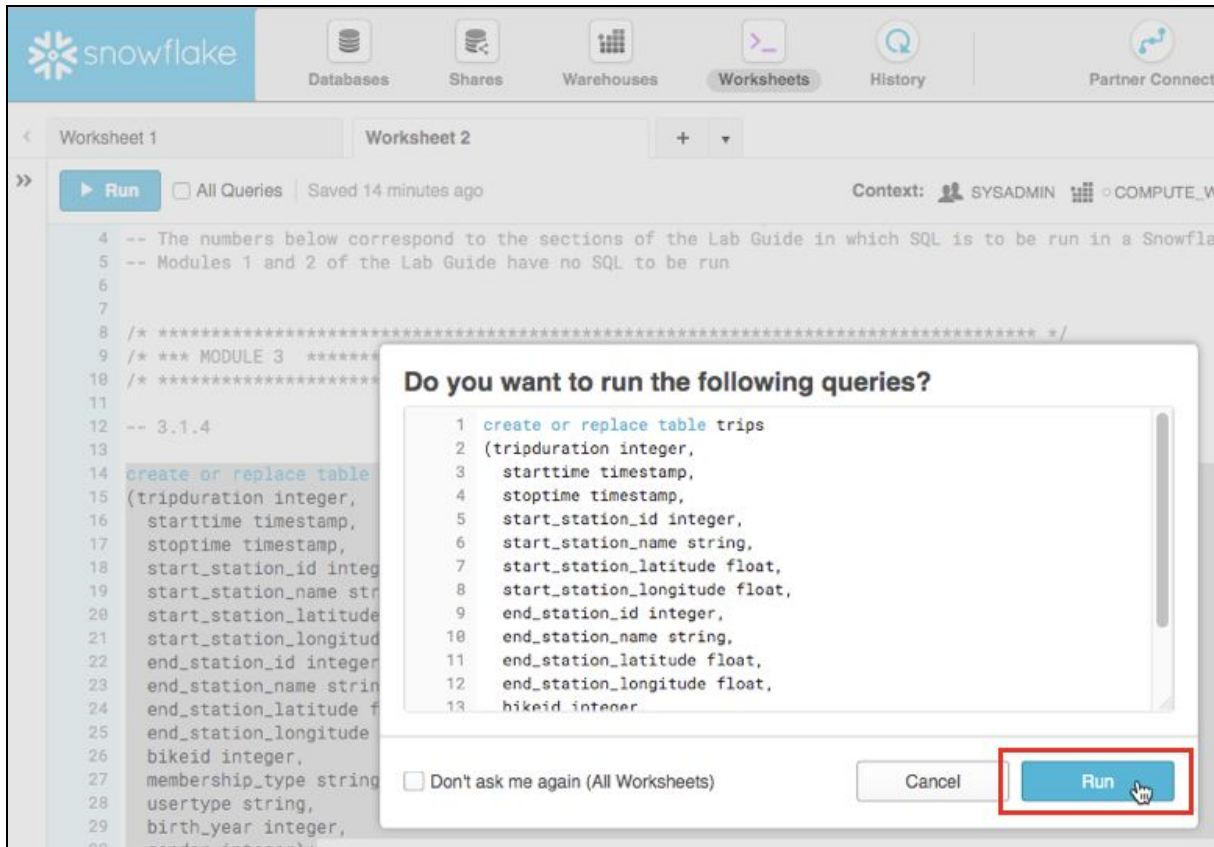 snowflake
Databases
Shares
Warehouses
Worksheets
History
Partner Connect
Worksheet 1
Worksheet 2
+
Run
All Queries
Saved 14 minutes ago
Context: SYSADMIN COMPUTE_W
4 -- The numbers below correspond to the sections of the Lab Guide in which SQL is to be run in a Snowfla
5 -- Modules 1 and 2 of the Lab Guide have no SQL to be run
6
7
8 /* *********************************************************************************** */
9 /* *** MODULE 3 *******
10 /* *********************
11
12 -- 3.1.4
13
14 create or replace table
15 (tripduration integer,
16 starttime timestamp,
17 stoptime timestamp,
18 start_station_id integ
19 start_station_name str
20 start_station_latitude
21 start_station_longitud
22 end_station_id integer
23 end_station_name strin
24 end_station_latitude f
25 end_station_longitude
26 bikeid integer,
27 membership_type string
28 usertype string,
29 birth_year integer,
Do you want to run the following queries?
1 create or replace table trips
2 (tripduration integer,
3 starttime timestamp,
4 stoptime timestamp,
5 start_station_id integer,
6 start_station_name string,
7 start_station_latitude float,
8 start_station_longitude float,
9 end_station_id integer,
10 end_station_name string,
11 end_station_latitude float,
12 end_station_longitude float,
13 bikeid integer
Don't ask me again (All Worksheets)
Cancel
Run